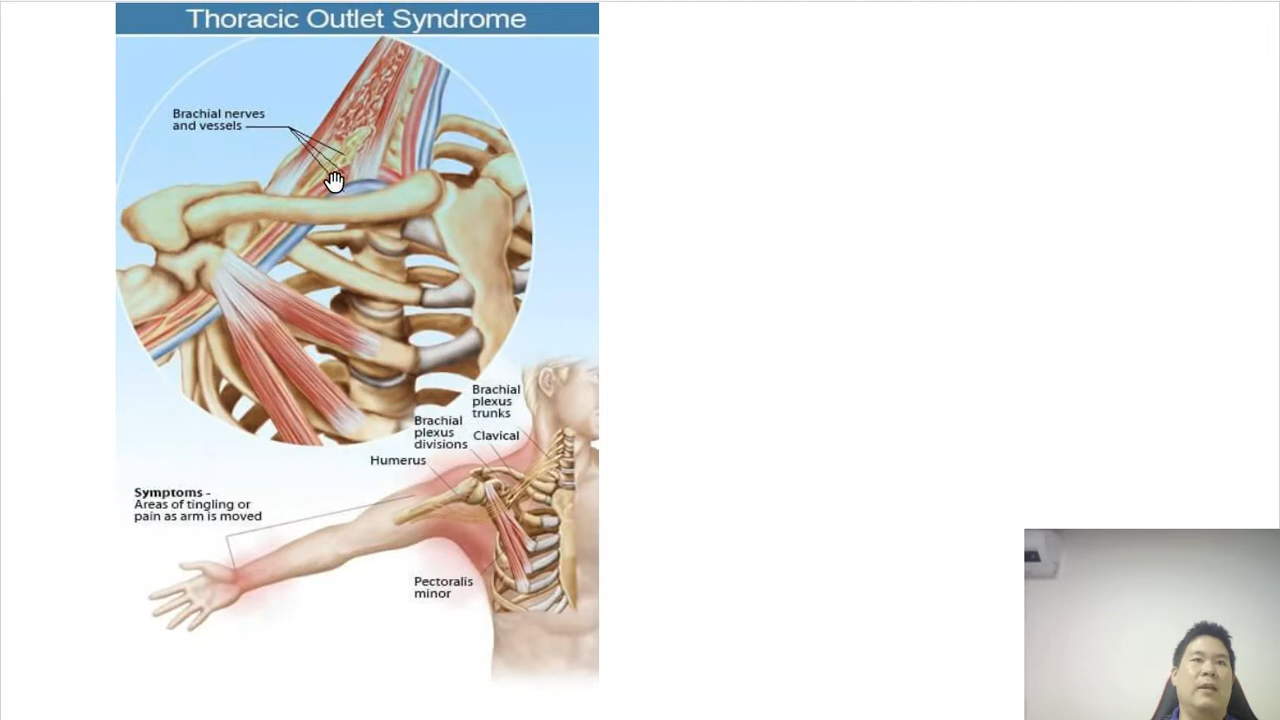 Thoracic Outlet Syndrome
Brachial nerves
and vessels
Brachial
plexus
trunks
Brachial
plexus
divisions
Clavical
Humerus
Symptoms -
Areas of tingling or
pain as arm is moved
Pectoralis
minor